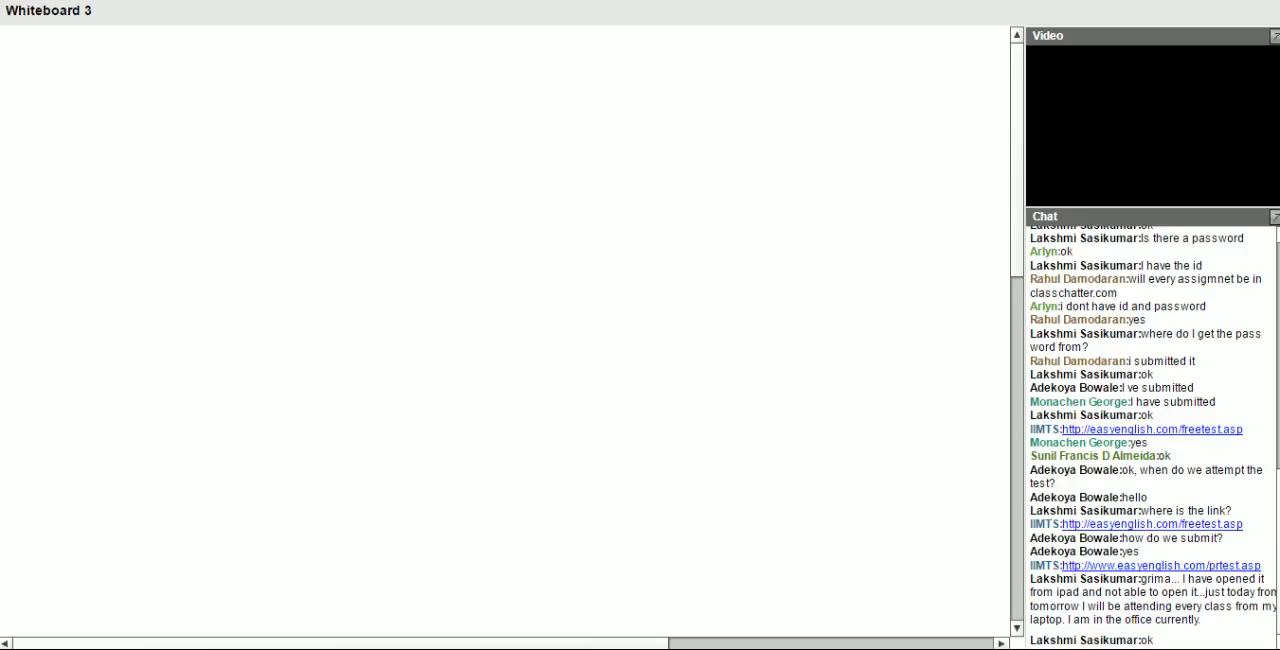 Whiteboard 3
Video
Chat
Lakshmi Sasikumar:ok
Lakshmi Sasikumar:Is there a password
Arlyn:ok
Lakshmi Sasikumar:I have the id
Rahul Damodaran:will every assigmnet be in
classchatter.com
Arlyn:i dont have id and password
Rahul Damodaran:yes
Lakshmi Sasikumar:where do I get the pass
word from?
Rahul Damodaran:i submitted it
Lakshmi Sasikumar:ok
Adekoya Bowale:I ve submitted
Monachen George:I have submitted
Lakshmi Sasikumar:ok
IIMTS:http://easyenglish.com/freetest.asp
Monachen George:yes
Sunil Francis D Almeida:ok
Adekoya Bowale:ok, when do we attempt the
test?
Adekoya Bowale:hello
Lakshmi Sasikumar:where is the link?
IIMTS:http://easyenglish.com/freetest.asp
Adekoya Bowale:how do we submit?
Adekoya Bowale:yes
IIMTS:http://www.easyenglish.com/prtest.asp
Lakshmi Sasikumar:grima... I have opened it
from ipad and not able to open it...just today from
tomorrow I will be attending every class from my
laptop. I am in the office currently.
Lakshmi Sasikumar:ok